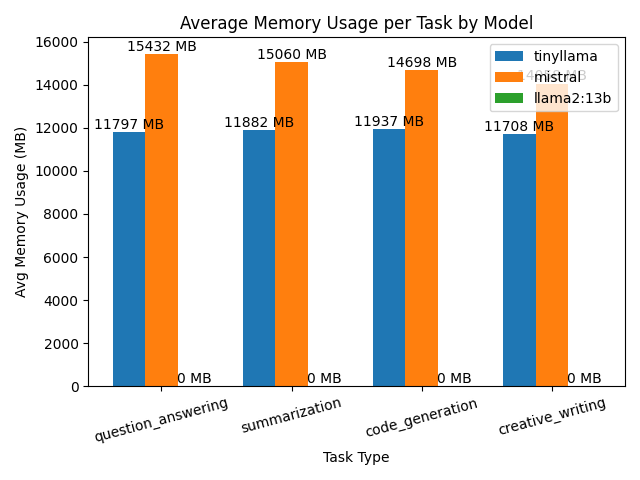 Average Memory Usage per Task by Model
Avg Memory Usage (MB)
16000
14000
12000
10000
8000
6000
4000
2000
0
tinyllama
mistral
llama2:13b
11797 MB
15432 MB
0 MB
11882 MB
15060 MB
0 MB
11937 MB
14698 MB
0 MB
11708 MB
MB
0 MB
question_answering
summarization
code_generation
creative_writing
Task Type